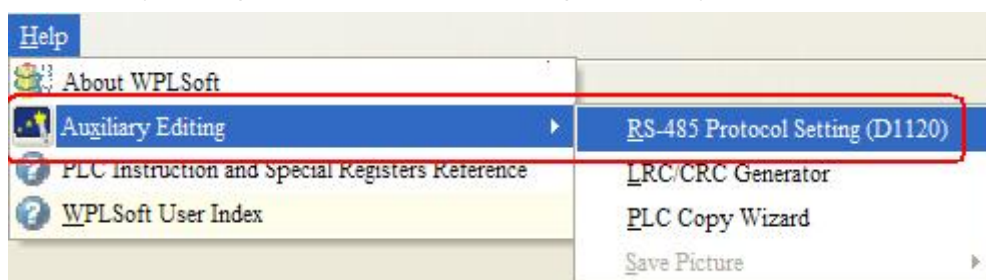 Help
About WPLSoft
Auxiliary Editing
RS-485 Protocol Setting (D1120)
PLC Instruction and Special Registers Reference
LRC/CRC Generator
WPLSoft User Index
PLC Copy Wizard
Save Picture